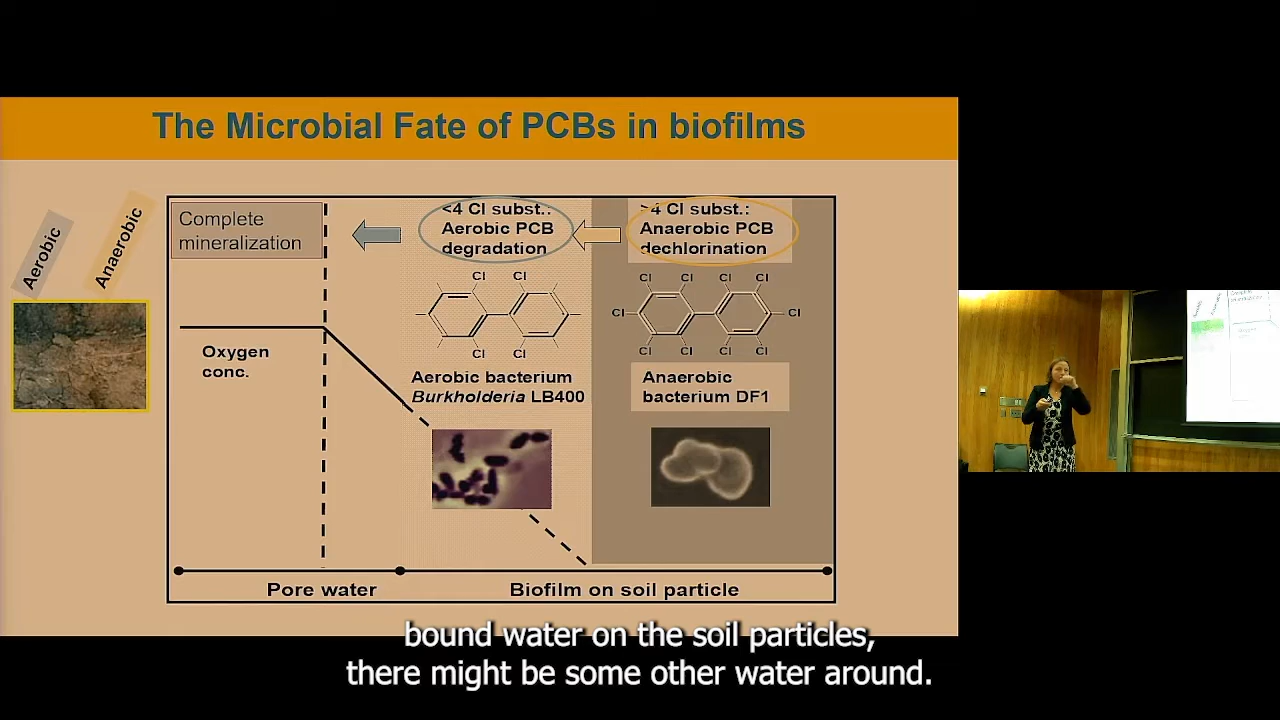 The Microbial Fate of PCBs in biofilms
Aerobic
Anaerobic
Complete
mineralization
<4 Cl subst.:
Aerobic PCB
degradation
>4 Cl subst.:
Anaerobic PCB
dechlorination
Cl Cl
Cl Cl
Cl Cl Cl Cl
Cl Cl
Cl Cl Cl Cl
Oxygen
conc.
Aerobic bacterium
Burkholderia LB400
Anaerobic
bacterium DF1
Pore water
Biofilm on soil particle
bound water on the soil particles,
there might be some other water around.